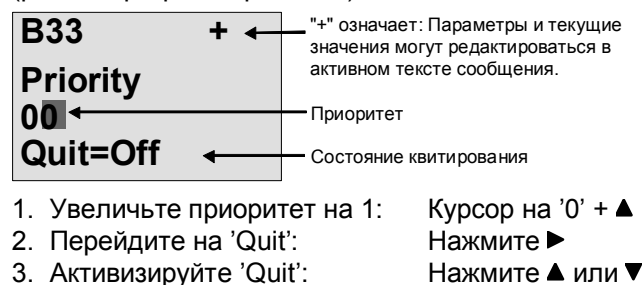 B33 +
"+" означает: Параметры и текущие
значения могут редактироваться в
активном тексте сообщения.
Priority
00
Приоритет
Quit=Off
Состояние квитирования
1. Увеличьте приоритет на 1: Курсор на '0' + ▲
2. Перейдите на 'Quit': Нажмите ►
3. Активизируйте 'Quit': Нажмите ▲ или ▼